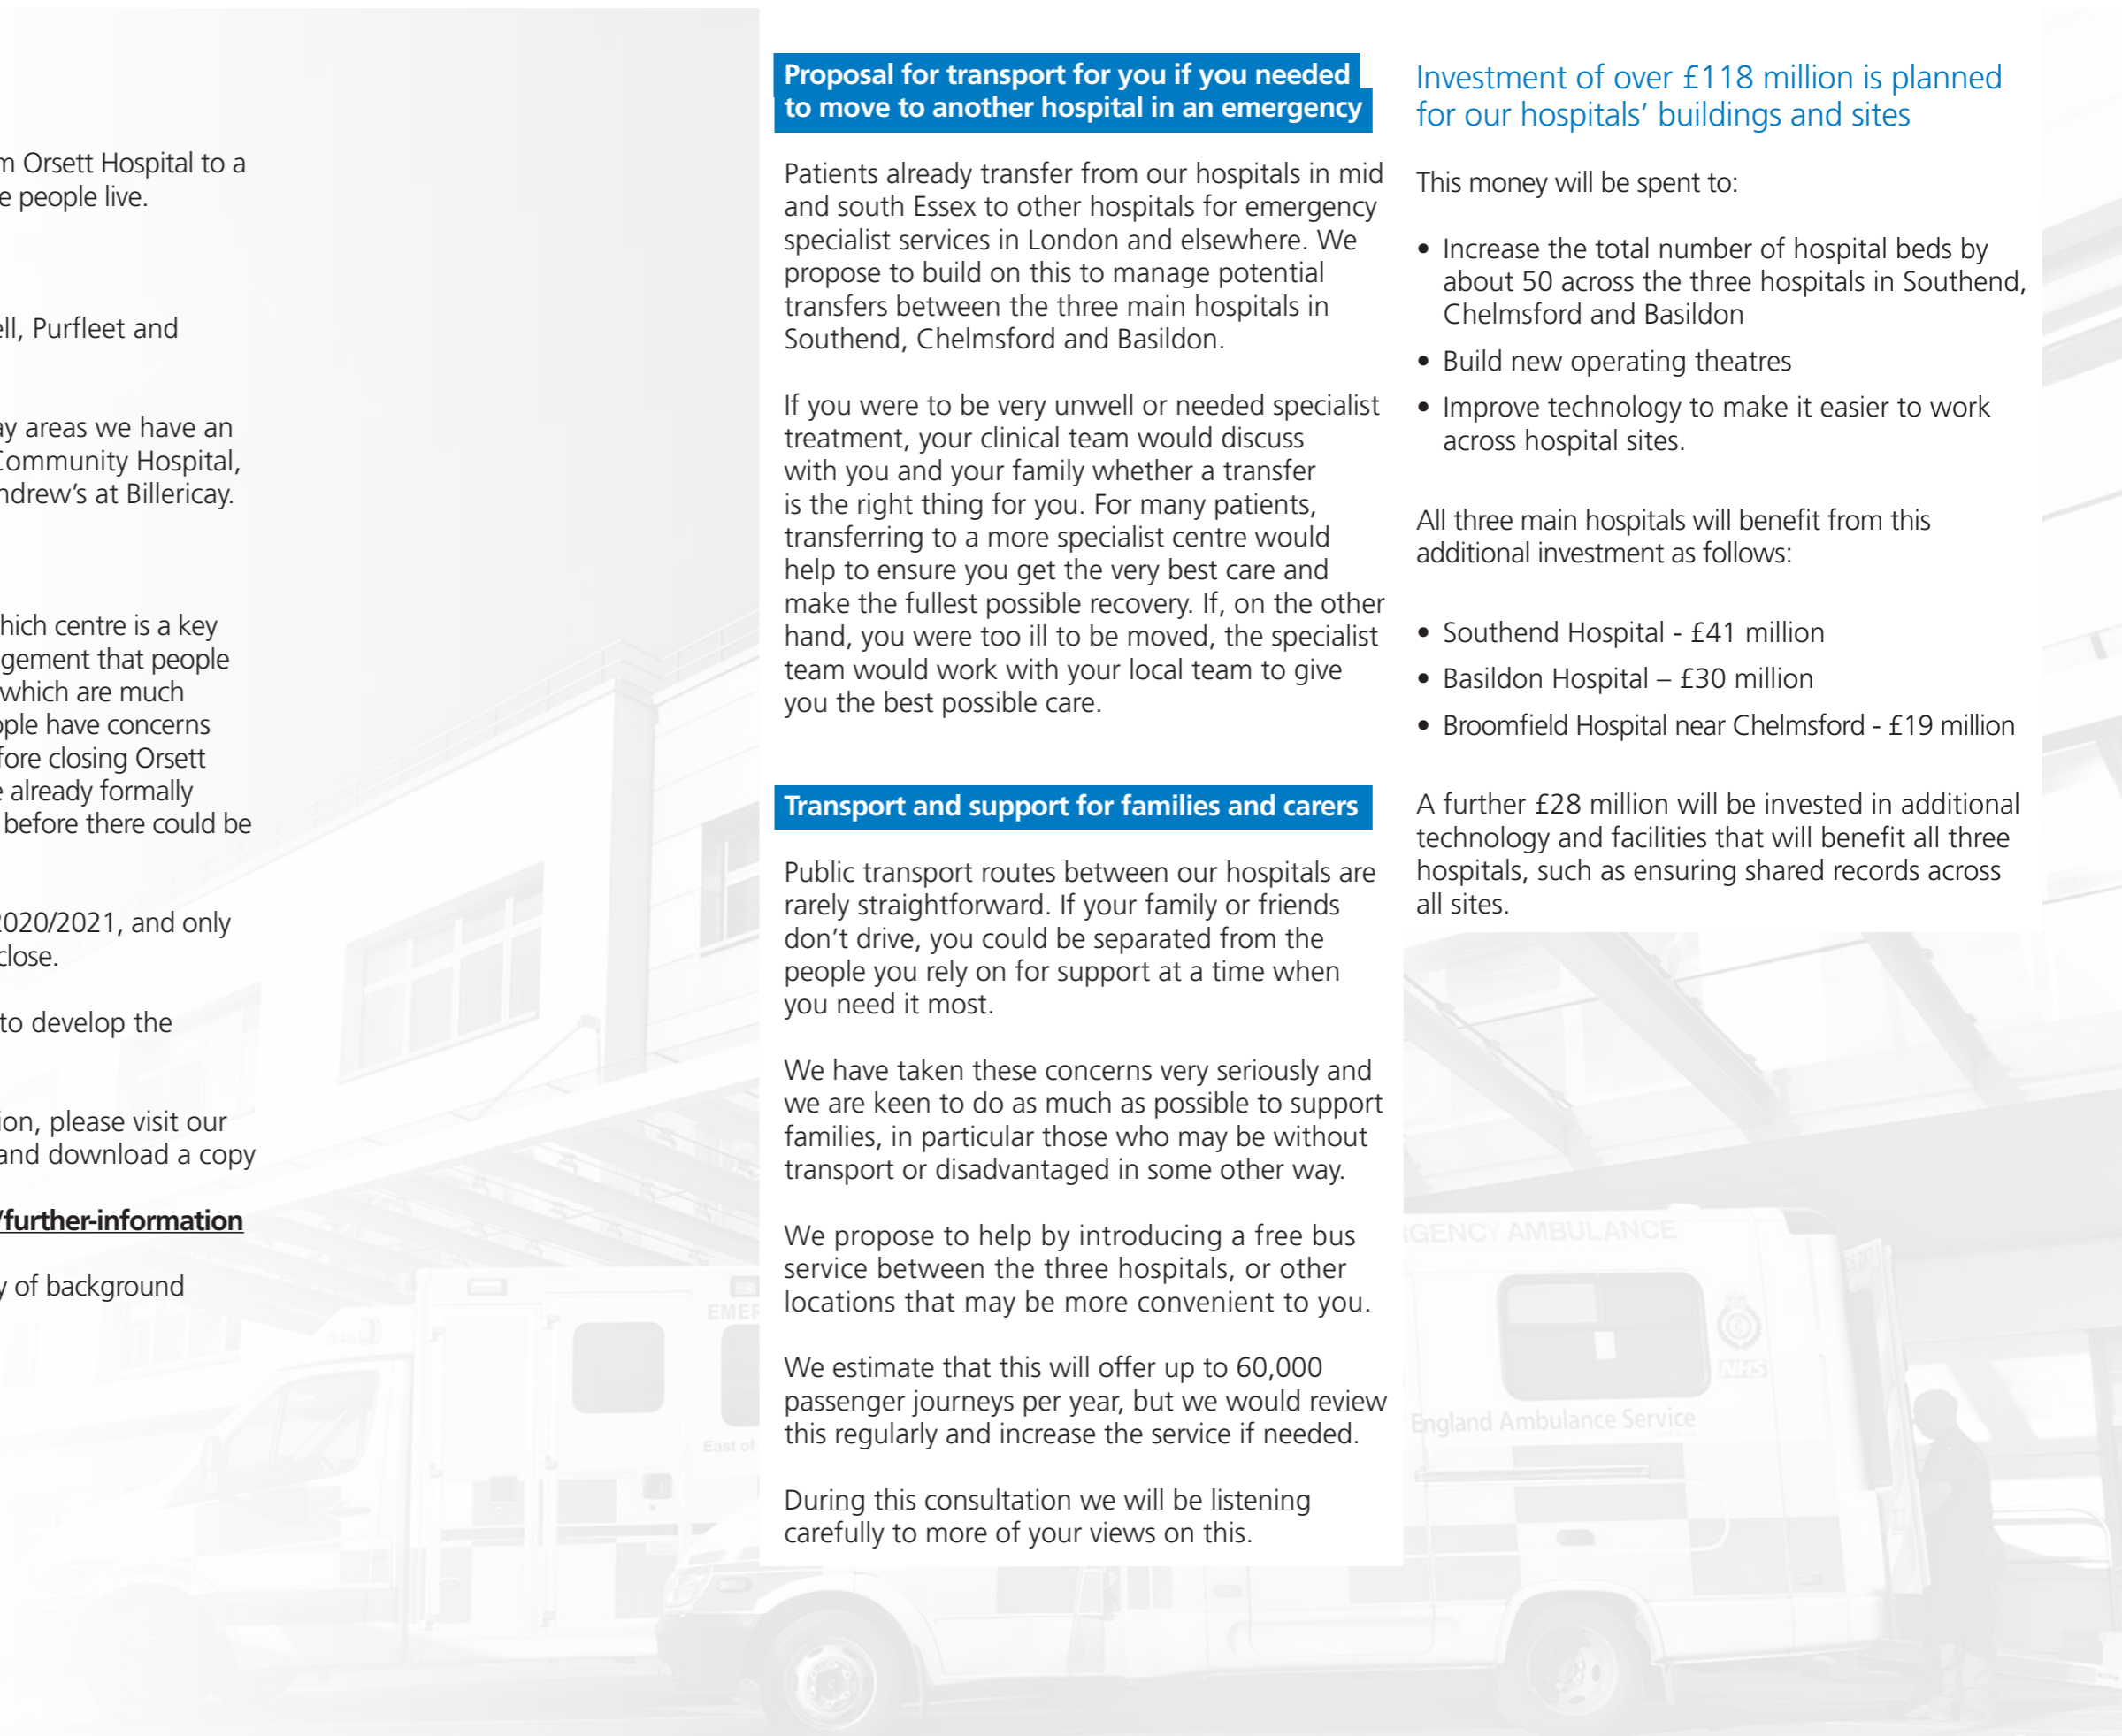 m Orsett Hospital to a
e people live.
ell, Purfleet and
ay areas we have an
Community Hospital,
ndrew's at Billericay.
hich centre is a key
gement that people
which are much
ople have concerns
fore closing Orsett
e already formally
before there could be
2020/2021, and only
close.
to develop the
ion, please visit our
and download a copy
/further-information
y of background
Proposal for transport for you if you needed
to move to another hospital in an emergency
Patients already transfer from our hospitals in mid
and south Essex to other hospitals for emergency
specialist services in London and elsewhere. We
propose to build on this to manage potential
transfers between the three main hospitals in
Southend, Chelmsford and Basildon.
If you were to be very unwell or needed specialist
treatment, your clinical team would discuss
with you and your family whether a transfer
is the right thing for you. For many patients,
transferring to a more specialist centre would
help to ensure you get the very best care and
make the fullest possible recovery. If, on the other
hand, you were too ill to be moved, the specialist
team would work with your local team to give
you the best possible care.
Transport and support for families and carers
Public transport routes between our hospitals are
rarely straightforward. If your family or friends
don't drive, you could be separated from the
people you rely on for support at a time when
you need it most.
We have taken these concerns very seriously and
we are keen to do as much as possible to support
families, in particular those who may be without
transport or disadvantaged in some other way.
We propose to help by introducing a free bus
service between the three hospitals, or other
locations that may be more convenient to you.
We estimate that this will offer up to 60,000
passenger journeys per year, but we would review
this regularly and increase the service if needed.
During this consultation we will be listening
carefully to more of your views on this.
Investment of over £118 million is planned
for our hospitals' buildings and sites
This money will be spent to:
• Increase the total number of hospital beds by
about 50 across the three hospitals in Southend,
Chelmsford and Basildon
• Build new operating theatres
• Improve technology to make it easier to work
across hospital sites.
All three main hospitals will benefit from this
additional investment as follows:
• Southend Hospital - £41 million
• Basildon Hospital – £30 million
• Broomfield Hospital near Chelmsford - £19 million
A further £28 million will be invested in additional
technology and facilities that will benefit all three
hospitals, such as ensuring shared records across
all sites.
EMER
East of
RGENCY AMBULANCE
NHS
England Ambulance Service